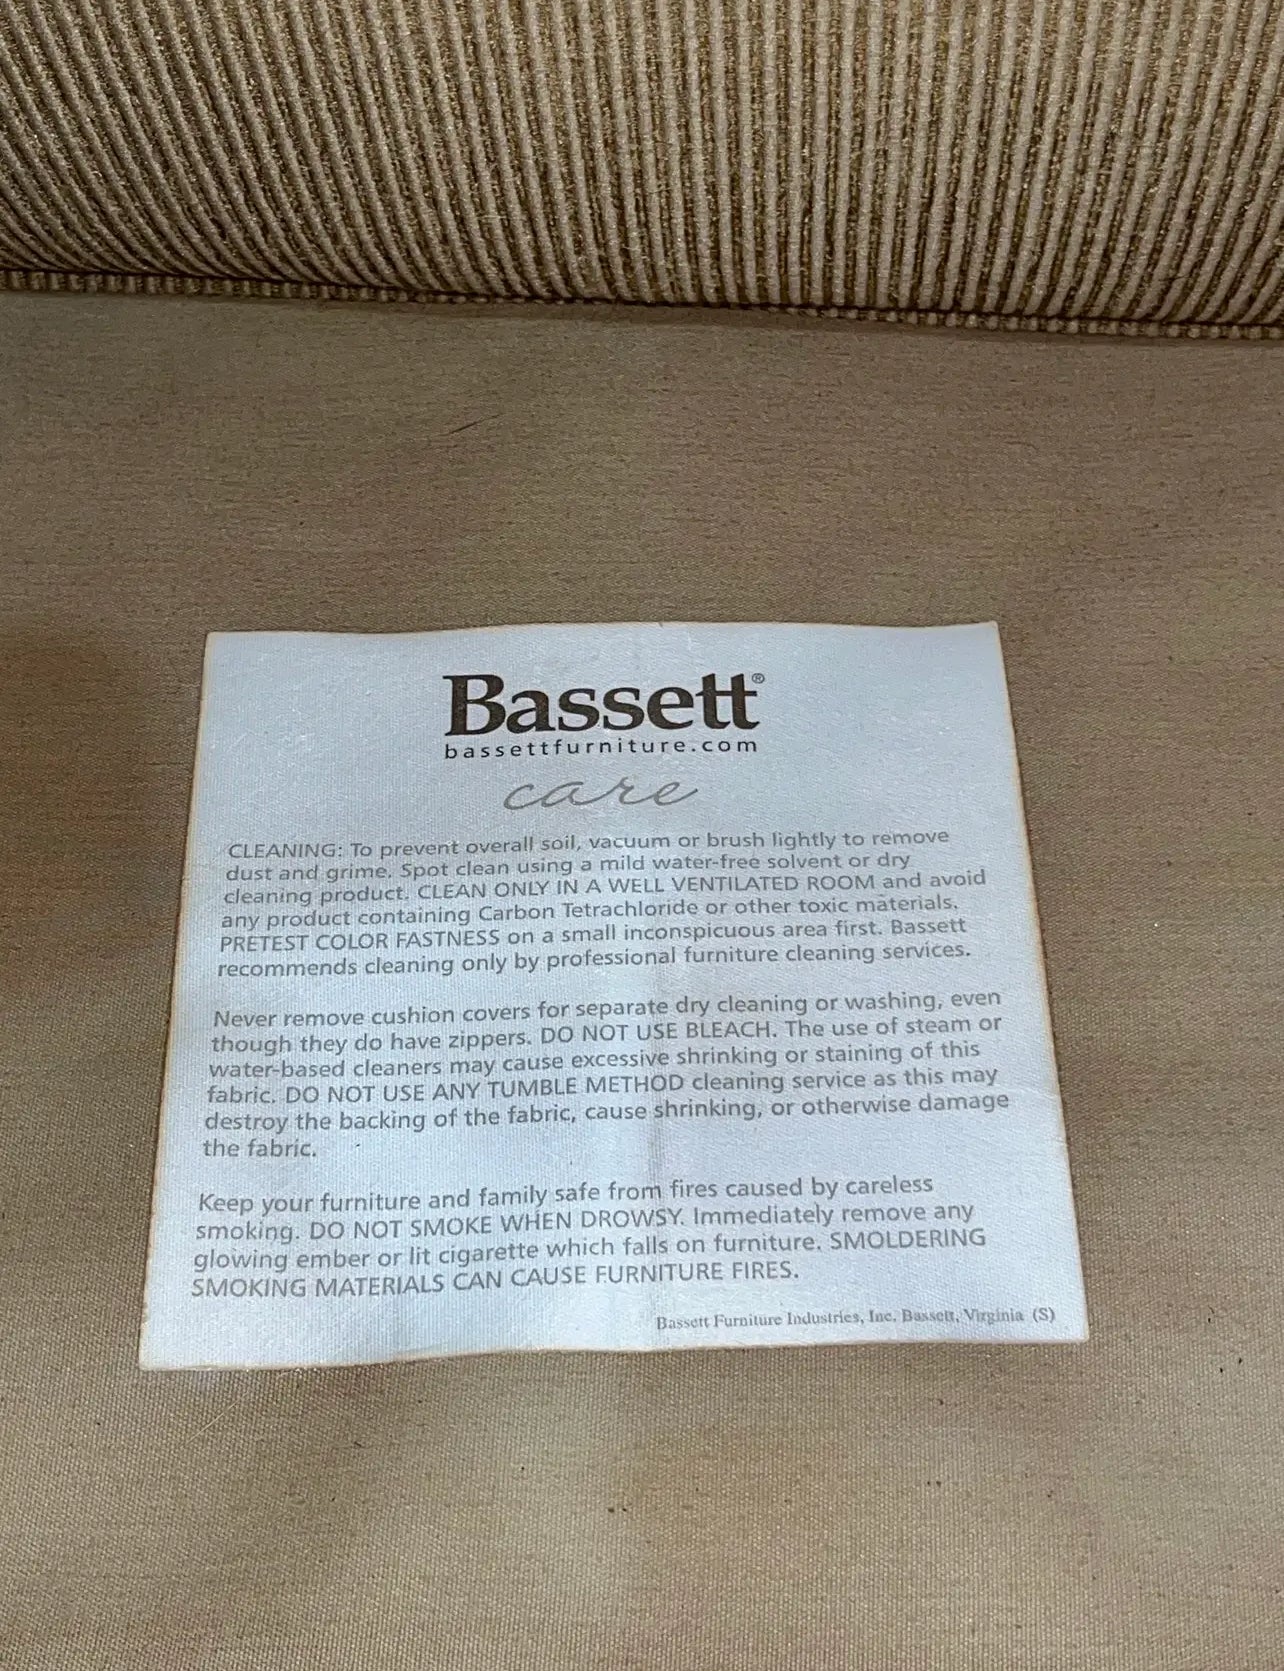 Bassett®
bassettfurniture.com
care
CLEANING: To prevent overall soil, vacuum or brush lightly to remove
dust and grime. Spot clean using a mild water-free solvent or dry
cleaning product. CLEAN ONLY IN A WELL VENTILATED ROOM and avoid
any product containing Carbon Tetrachloride or other toxic materials.
PRETEST COLOR FASTNESS on a small inconspicuous area first. Bassett
recommends cleaning only by professional furniture cleaning services.
Never remove cushion covers for separate dry cleaning or washing, even
though they do have zippers. DO NOT USE BLEACH. The use of steam or
water-based cleaners may cause excessive shrinking or staining of this
fabric. DO NOT USE ANY TUMBLE METHOD cleaning service as this may
destroy the backing of the fabric, cause shrinking, or otherwise damage
the fabric.
Keep your furniture and family safe from fires caused by careless
smoking. DO NOT SMOKE WHEN DROWSY. Immediately remove any
glowing ember or lit cigarette which falls on furniture. SMOLDERING
SMOKING MATERIALS CAN CAUSE FURNITURE FIRES.
Bassett Furniture Industries, Inc. Bassett, Virginia (S)